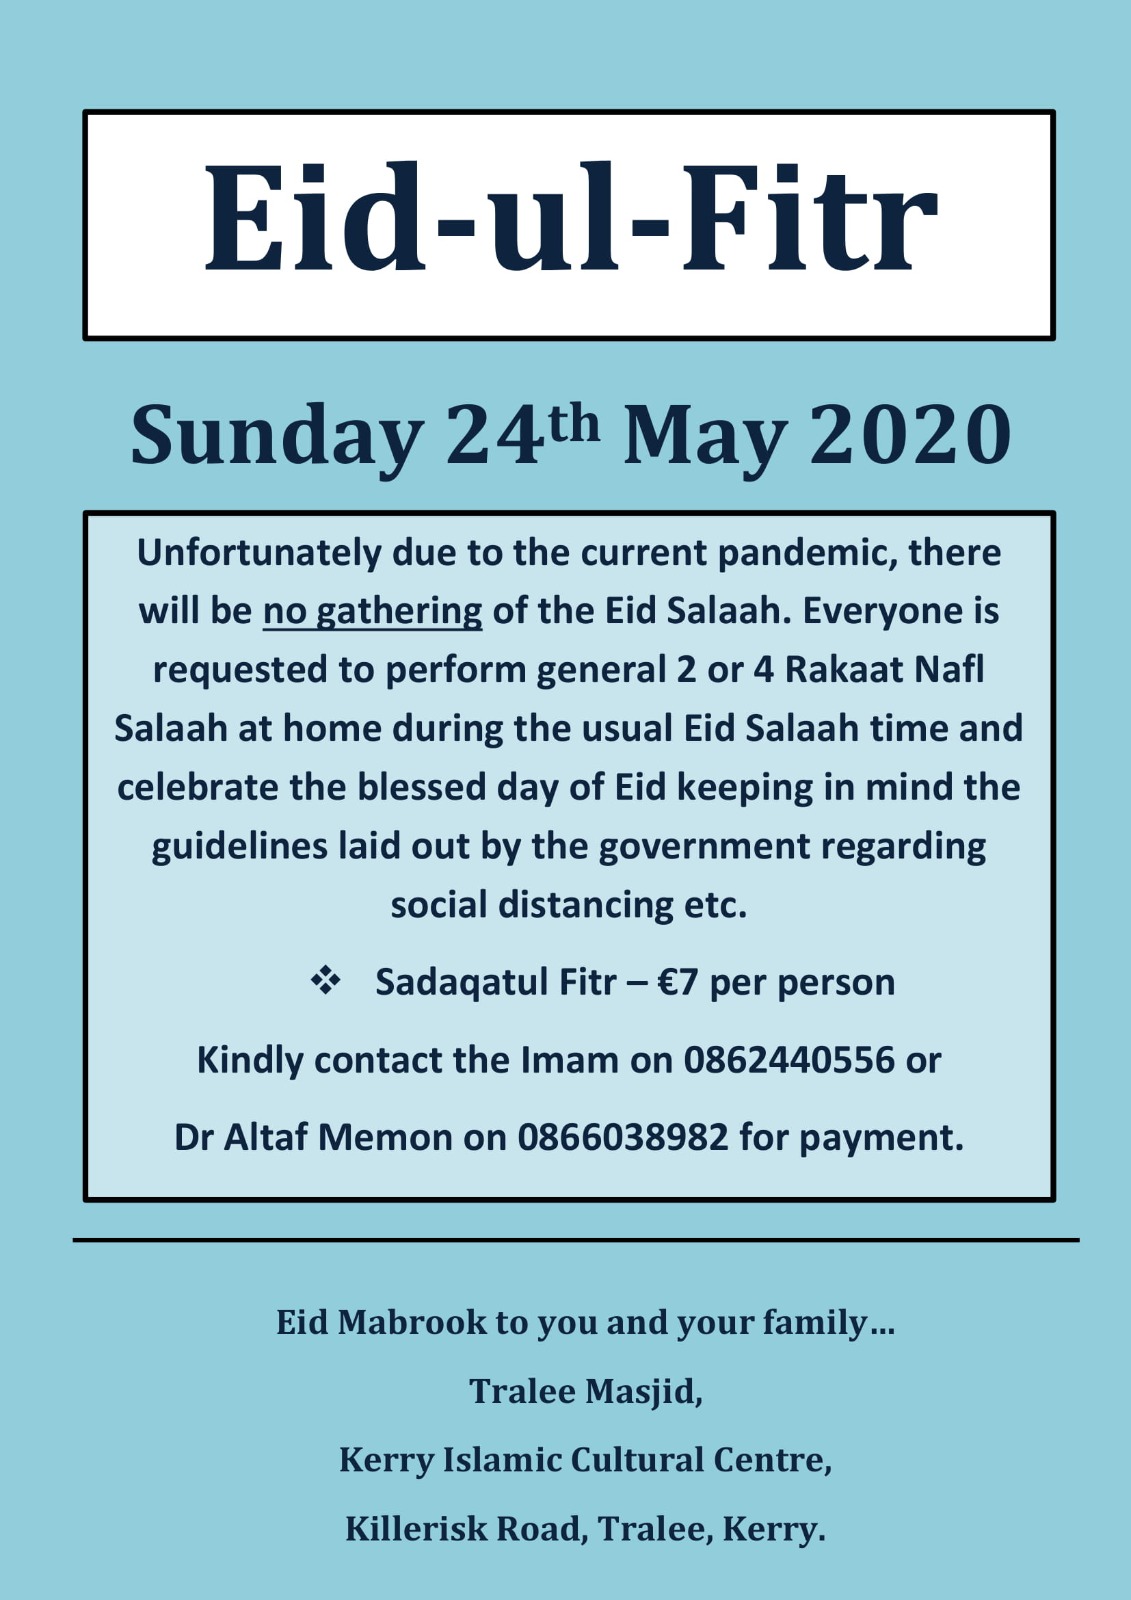 Eid-ul-Fitr
Sunday 24th May 2020
Unfortunately due to the current pandemic, there
will be no gathering of the Eid Salaah. Everyone is
requested to perform general 2 or 4 Rakaat Nafl
Salaah at home during the usual Eid Salaah time and
celebrate the blessed day of Eid keeping in mind the
guidelines laid out by the government regarding
social distancing etc.
❖ Sadaqatul Fitr – €7 per person
Kindly contact the Imam on 0862440556 or
Dr Altaf Memon on 0866038982 for payment.
Eid Mabrook to you and your family…
Tralee Masjid,
Kerry Islamic Cultural Centre,
Killerisk Road, Tralee, Kerry.